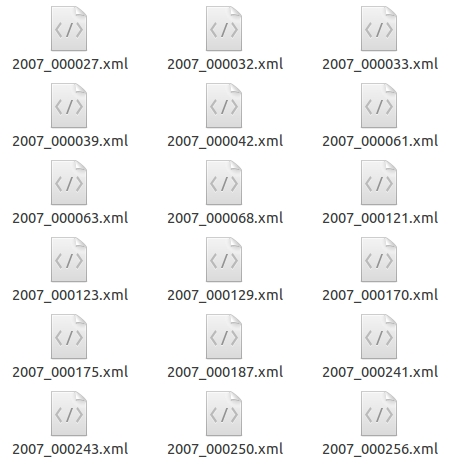 2007_000027.xml 2007_000032.xml 2007_000033.xml
2007_000039.xml 2007_000042.xml 2007_000061.xml
2007_000063.xml 2007_000068.xml 2007_000121.xml
2007_000123.xml 2007_000129.xml 2007_000170.xml
2007_000175.xml 2007_000187.xml 2007_000241.xml
2007_000243.xml 2007_000250.xml 2007_000256.xml